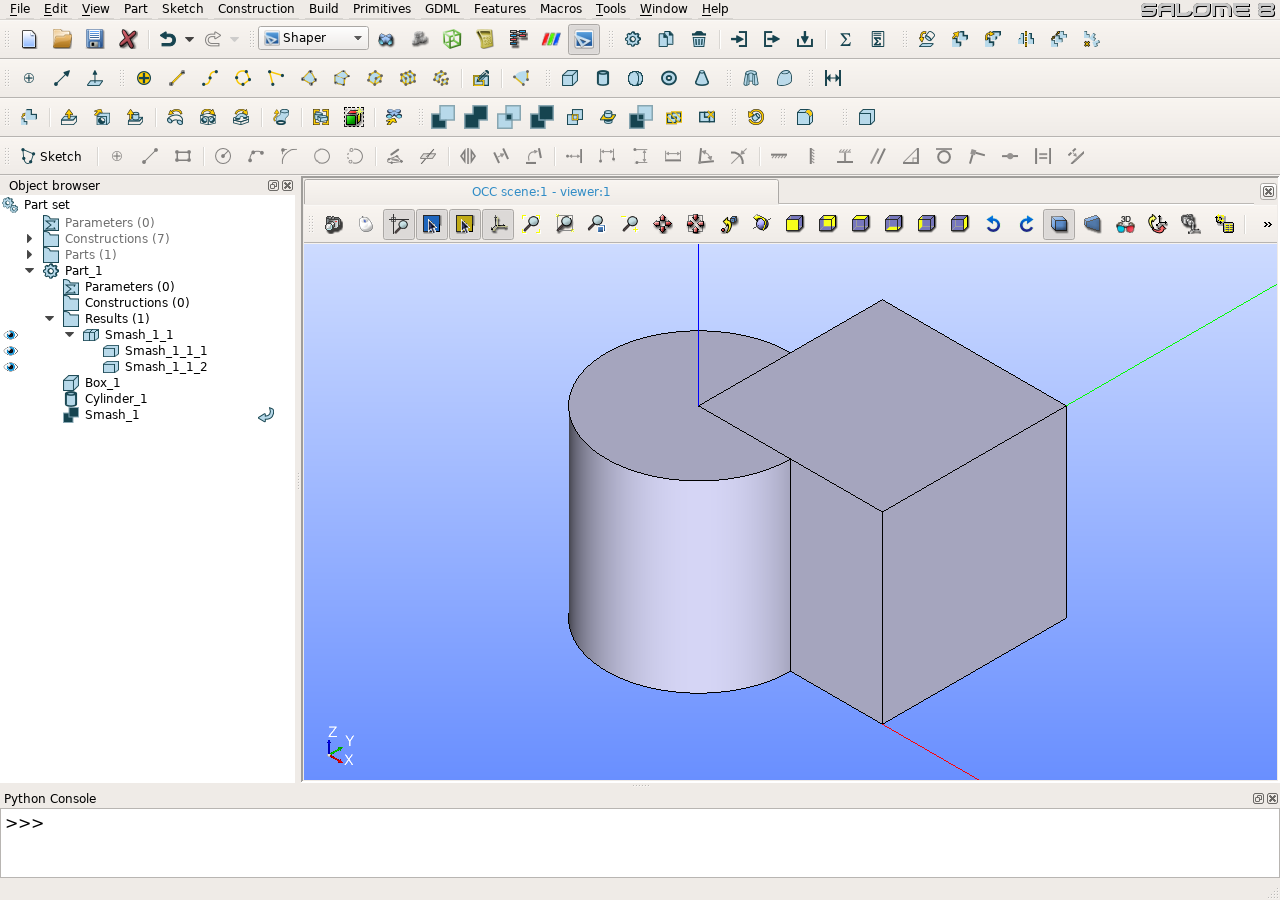 File Edit View Part Sketch Construction Build Primitives GDML Features Macros Tools Window Help SALOME 8
Shaper
Sketch
Object browser
OCC scene:1 - viewer:1
Part set
Parameters (0)
Constructions (7)
Parts (1)
Part_1
Parameters (0)
Constructions (0)
Results (1)
Smash_1_1
Smash_1_1_1
Smash_1_1_2
Box_1
Cylinder_1
Smash_1
3D
»
Z
Y
X
Python Console
>>>